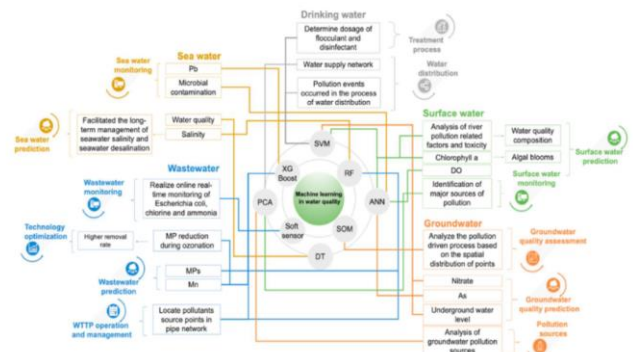 Drinking water
Determine dosage of
flocculant and
disinfectant
Treatment
process
Water supply network
Water
distribution
Pollution events
occurred in the process
of water distribution
Sea water
Sea water
monitoring
Pb
Microbial
contamination
Sea water
prediction
Facilitated the long-
term management of
seawater salinity and
seawater desalination
Water quality
Salinity
Wastewater
Wastewater
monitoring
Realize online real-
time monitoring of
Escherichia coli,
chlorine and ammonia
Technology
optimization
Higher removal
rate
MP reduction
during ozonation
Wastewater
prediction
MPs
Mn
WTTP operation
and management
Locate pollutants
source points in
pipe network
SVM
XG
Boost
RF
PCA
Machine learning
in water quality
ANN
Soft
sensor
SOM
DT
Surface water
Analysis of river
pollution related
factors and toxicity
Water quality
composition
Chlorophyll a
Algal blooms
Surface water
prediction
DO
Identification of
major sources of
pollution
Surface water
monitoring
Groundwater
Analyze the pollution
driven process based
on the spatial
distribution of points
Groundwater
quality assessment
Nitrate
As
Underground water
level
Groundwater
quality prediction
Analysis of
groundwater pollution
sources
Pollution
sources